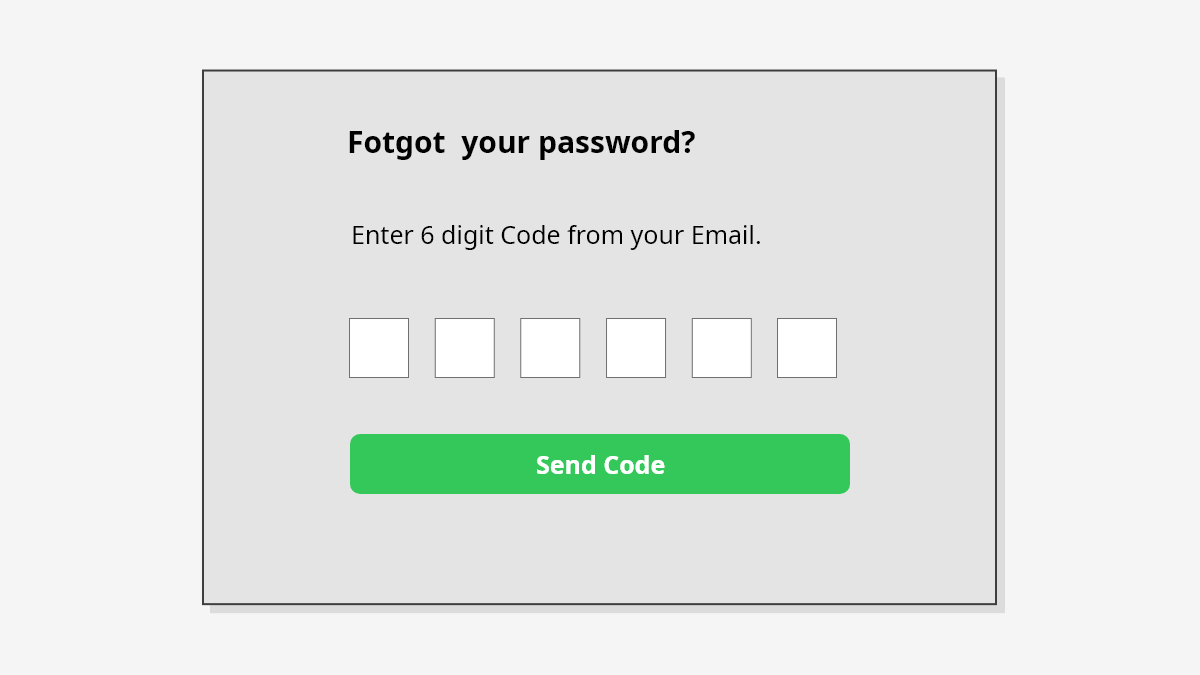 Fotgot  your password?
Enter 6 digit Code from your Email.
Send Code